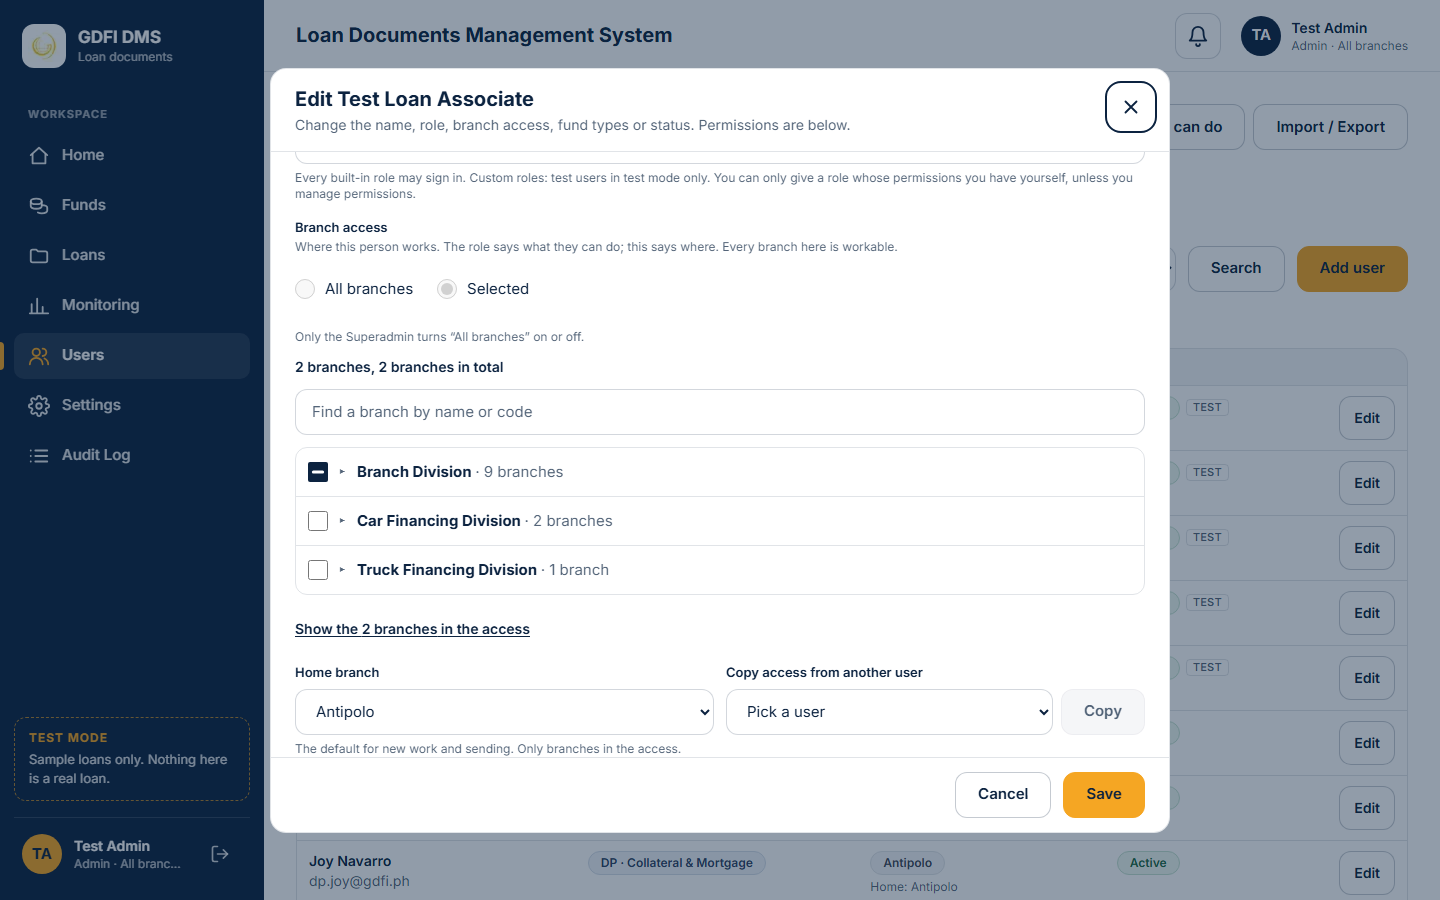 GDFI DMS
Loan documents
WORKSPACE
Home
Funds
Loans
Monitoring
Users
Settings
Audit Log
TEST MODE
Sample loans only. Nothing here
is a real loan.
TA
Test Admin
Admin · All branc...
Loan Documents Management System
TA
Test Admin
Admin · All branches
can do
Import / Export
Search
Add user
TEST
Edit
TEST
Edit
TEST
Edit
TEST
Edit
TEST
Edit
Edit
Edit
Edit Test Loan Associate
Change the name, role, branch access, fund types or status. Permissions are below.
Every built-in role may sign in. Custom roles: test users in test mode only. You can only give a role whose permissions you have yourself, unless you
manage permissions.
Branch access
Where this person works. The role says what they can do; this says where. Every branch here is workable.
All branches
Selected
Only the Superadmin turns “All branches” on or off.
2 branches, 2 branches in total
Find a branch by name or code
Branch Division · 9 branches
Car Financing Division · 2 branches
Truck Financing Division · 1 branch
Show the 2 branches in the access
Home branch
Copy access from another user
Antipolo
Pick a user
Copy
The default for new work and sending. Only branches in the access.
Cancel
Save
Joy Navarro
dp.joy@gdfi.ph
DP · Collateral & Mortgage
Antipolo
Home: Antipolo
Active
Edit